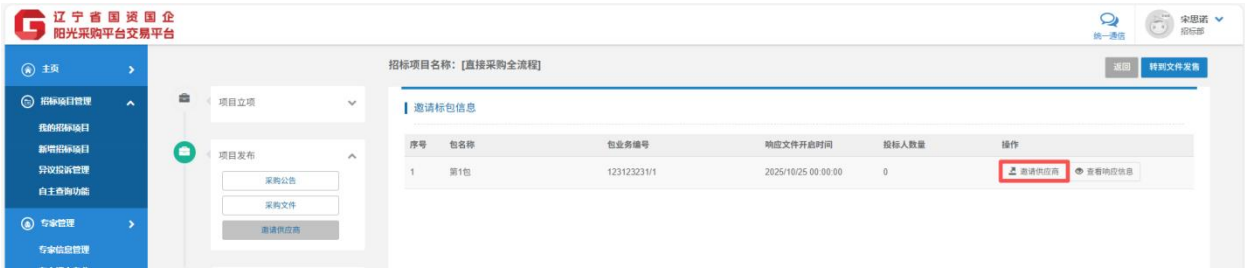 辽宁省国资国企
阳光采购平台交易平台
统一通信
宋思诺
招标部
主页
招标项目管理
我的招标项目
新增招标项目
异议投诉管理
自主查询功能
专家管理
专家信息管理
项目立项
项目发布
采购公告
采购文件
邀请供应商
招标项目名称：[直接采购全流程]
返回 转到文件发售
邀请标包信息
序号 包名称 包业务编号 响应文件开启时间 投标人数量 操作
1 第1包 123123231/1 2025/10/25 00:00:00 0 邀请供应商 查看响应信息